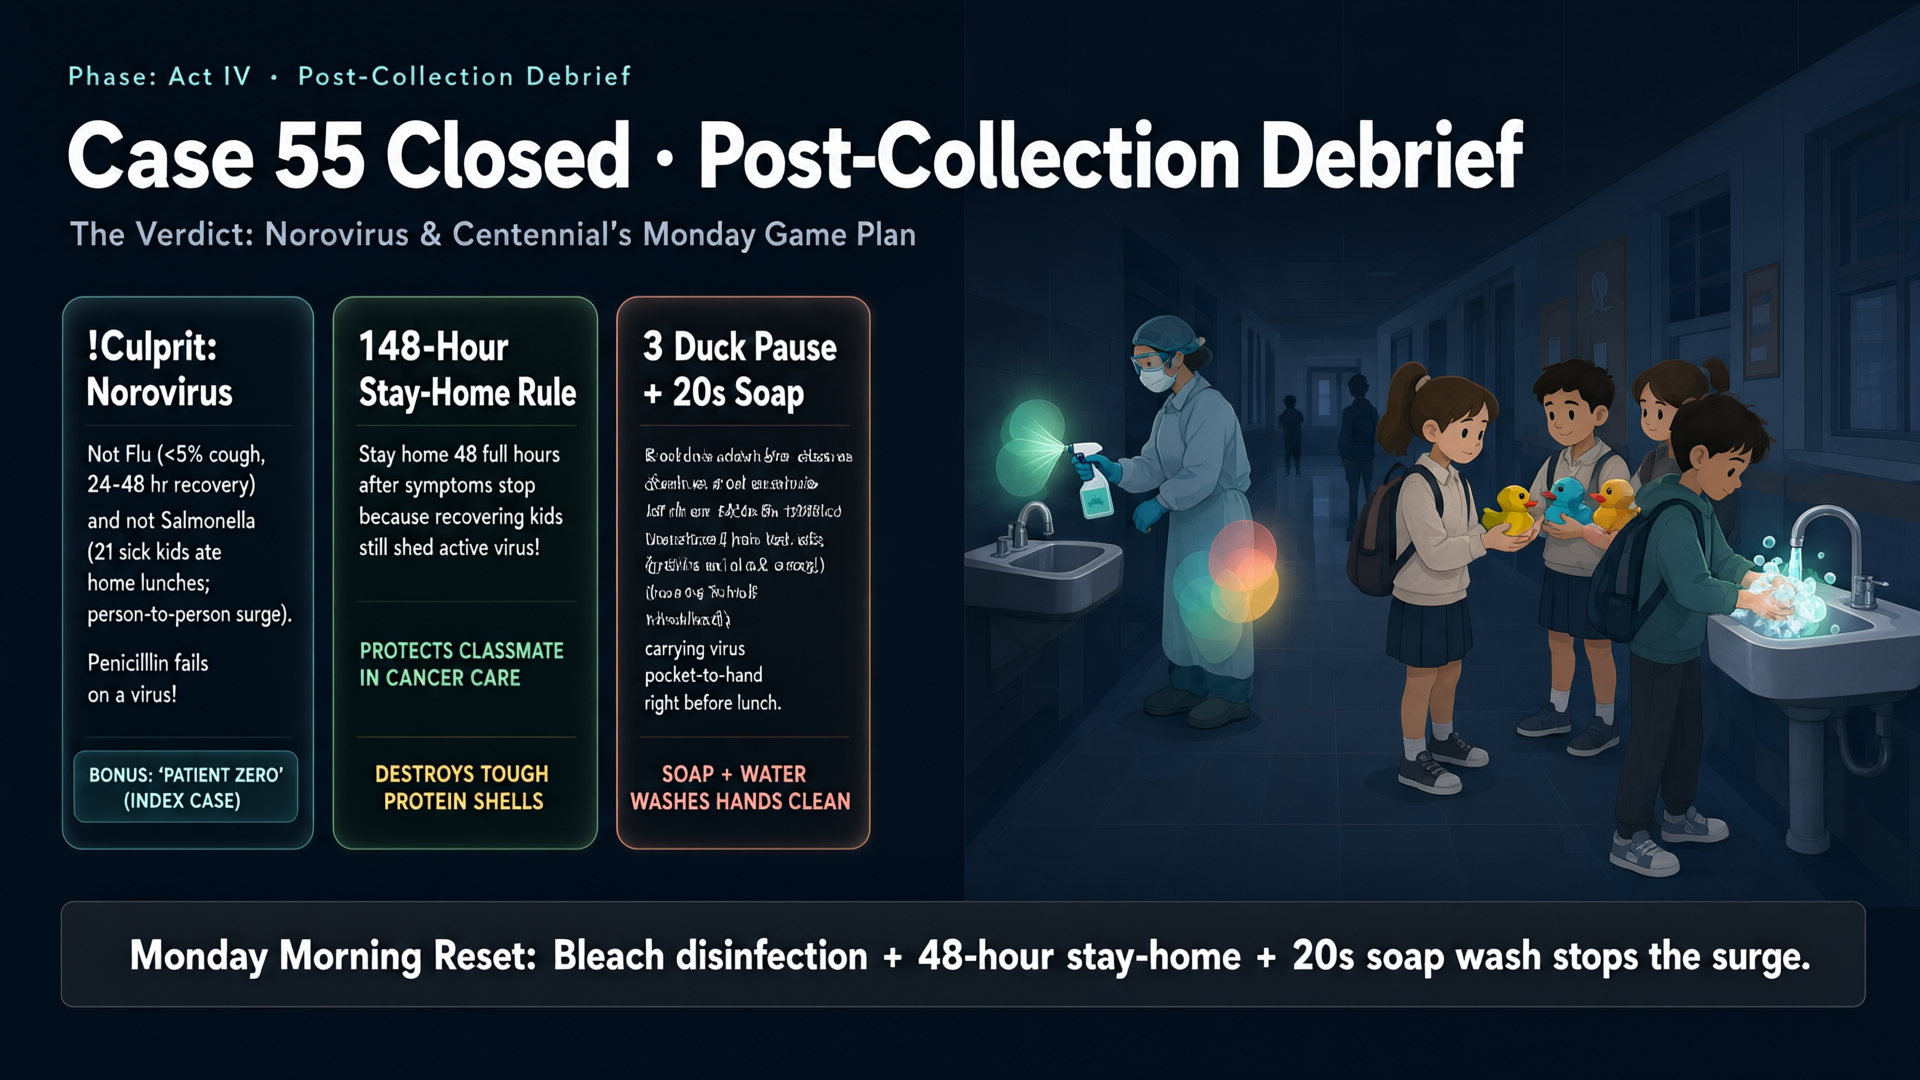 Phase: Act IV · Post-Collection Debrief
Case 55 Closed · Post-Collection Debrief
The Verdict: Norovirus & Centennial's Monday Game Plan
!Culprit:
Norovirus
Not Flu (<5% cough,
24-48 hr recovery)
and not Salmonella
(21 sick kids ate
home lunches;
person-to-person surge).
Penicilllin fails
on a virus!
BONUS: 'PATIENT ZERO'
(INDEX CASE)
148-Hour
Stay-Home Rule
Stay home 48 full hours
after symptoms stop
because recovering kids
still shed active virus!
PROTECTS CLASSMATE
IN CANCER CARE
DESTROYS TOUGH
PROTEIN SHELLS
3 Duck Pause
+ 20s Soap
carrying virus
pocket-to-hand
right before lunch.
SOAP + WATER
WASHES HANDS CLEAN
Monday Morning Reset: Bleach disinfection + 48-hour stay-home + 20s soap wash stops the surge.